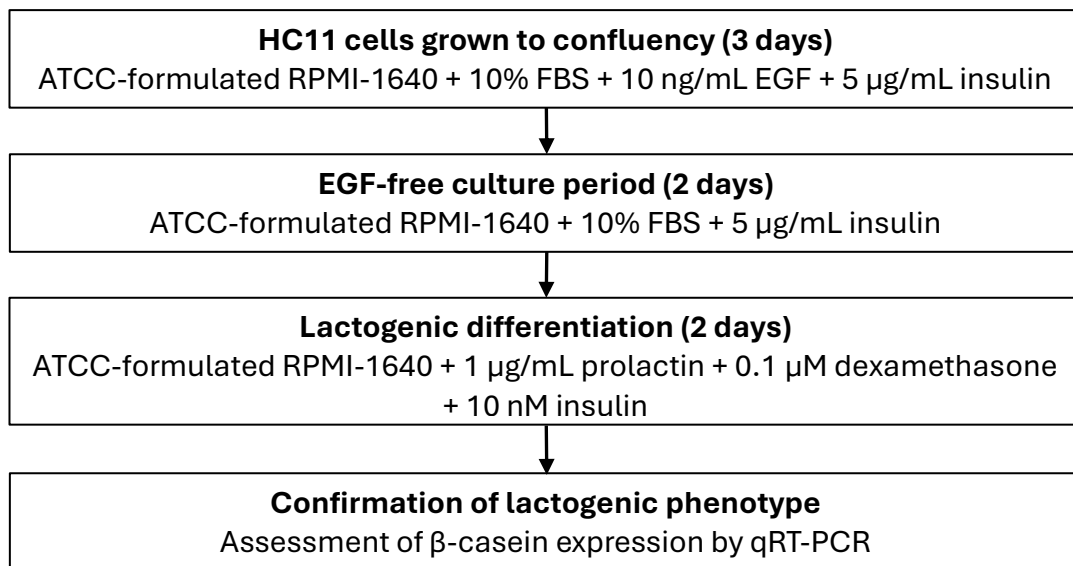 HC11 cells grown to confluency (3 days)
ATCC-formulated RPMI-1640 + 10% FBS + 10 ng/mL EGF + 5 µg/mL insulin
EGF-free culture period (2 days)
ATCC-formulated RPMI-1640 + 10% FBS + 5 µg/mL insulin
Lactogenic differentiation (2 days)
ATCC-formulated RPMI-1640 + 1 µg/mL prolactin + 0.1 µM dexamethasone
+ 10 nM insulin
Confirmation of lactogenic phenotype
Assessment of β-casein expression by qRT-PCR